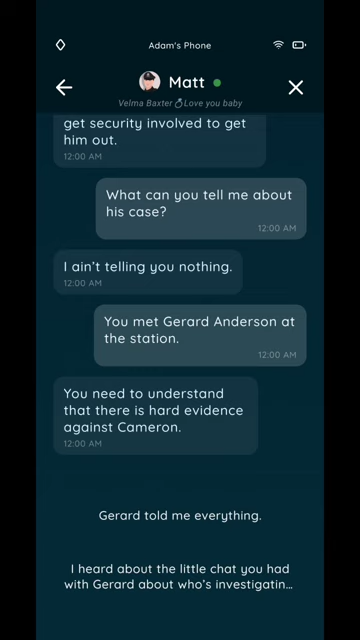 Adam's Phone
Matt
Velma Baxter💍Love you baby
get security involved to get
him out.
12:00 AM
What can you tell me about
his case?
12:00 AM
I ain't telling you nothing.
12:00 AM
You met Gerard Anderson at
the station.
12:00 AM
You need to understand
that there is hard evidence
against Cameron.
12:00 AM
Gerard told me everything.
I heard about the little chat you had
with Gerard about who's investigatin...